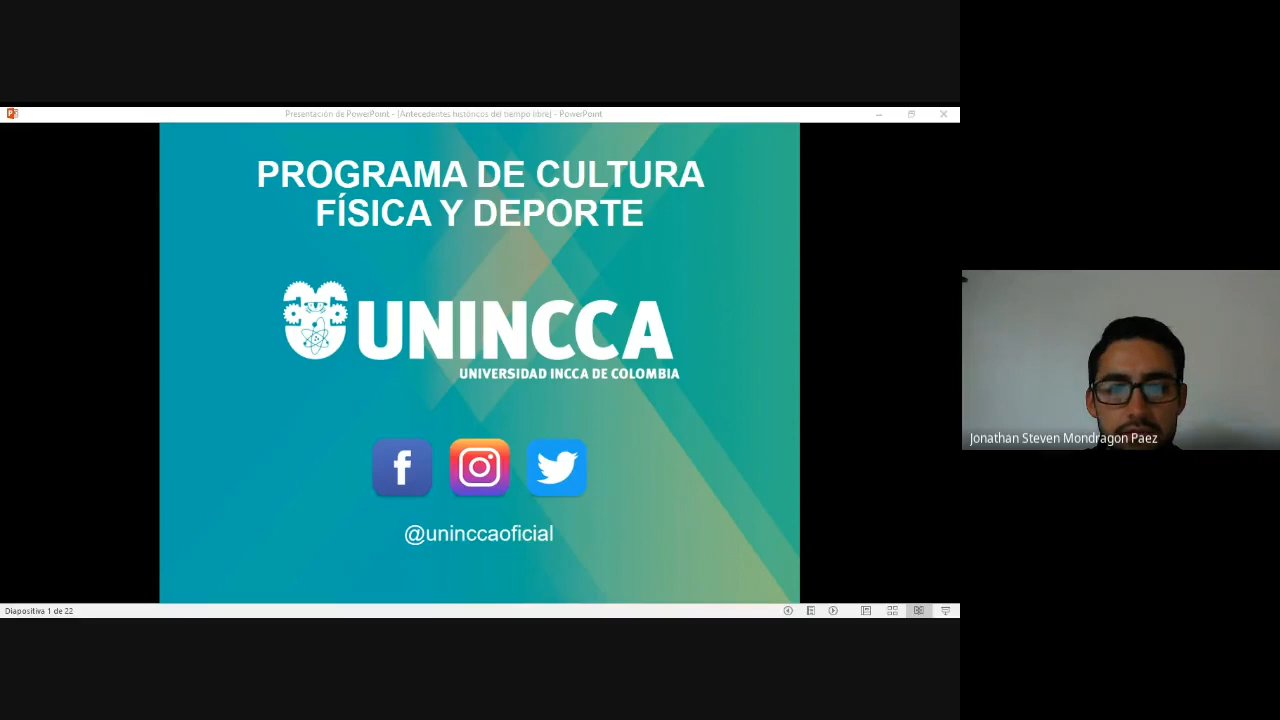 Presentación de PowerPoint - [Antecedentes históricos del tiempo libre] - PowerPoint
PROGRAMA DE CULTURA
FÍSICA Y DEPORTE
UNINCCA
UNIVERSIDAD INCCA DE COLOMBIA
@uninccaoficial
Jonathan Steven Mondragon Paez
Diapositiva 1 de 22